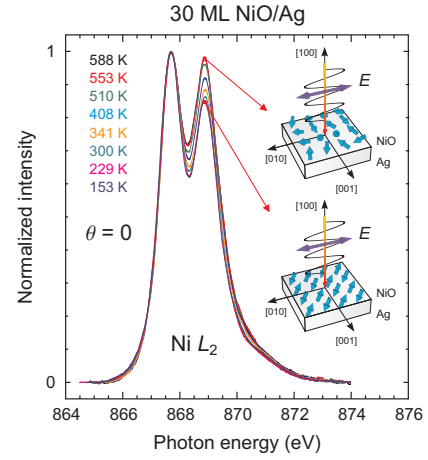 30 ML NiO/Ag
1
588 K
553 K
510 K
408 K
341 K
300 K
229 K
153 K
θ = 0
Ni L2
0
864
866
868
870
872
874
876
Normalized intensity
Photon energy (eV)
[100]
E
[010]
[001]
NiO
Ag
[100]
E
[010]
[001]
NiO
Ag